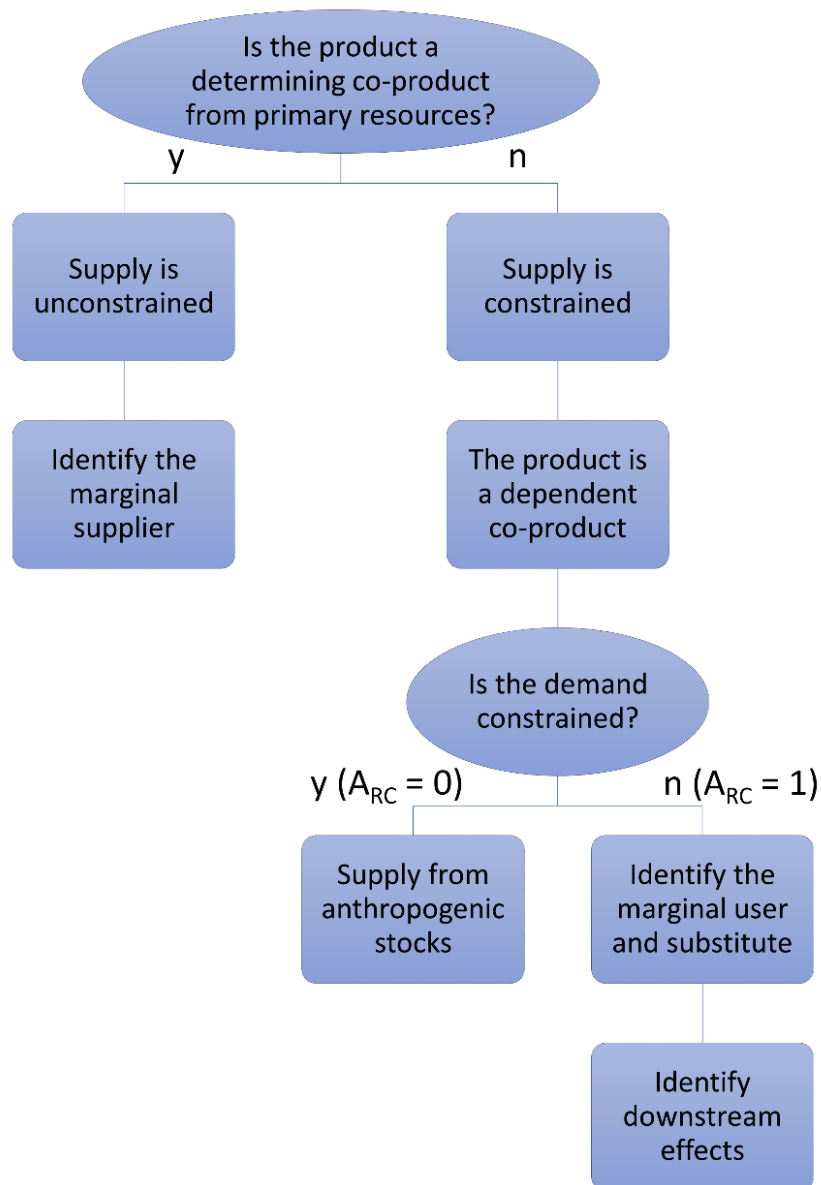 Is the product a
determining co-product
from primary resources?
y
n
Supply is
unconstrained
Supply is
constrained
Identify the
marginal
supplier
The product is
a dependent
co-product
Is the demand
constrained?
y (A_RC = 0)
n (A_RC = 1)
Supply from
anthropogenic
stocks
Identify the
marginal user
and substitute
Identify
downstream
effects